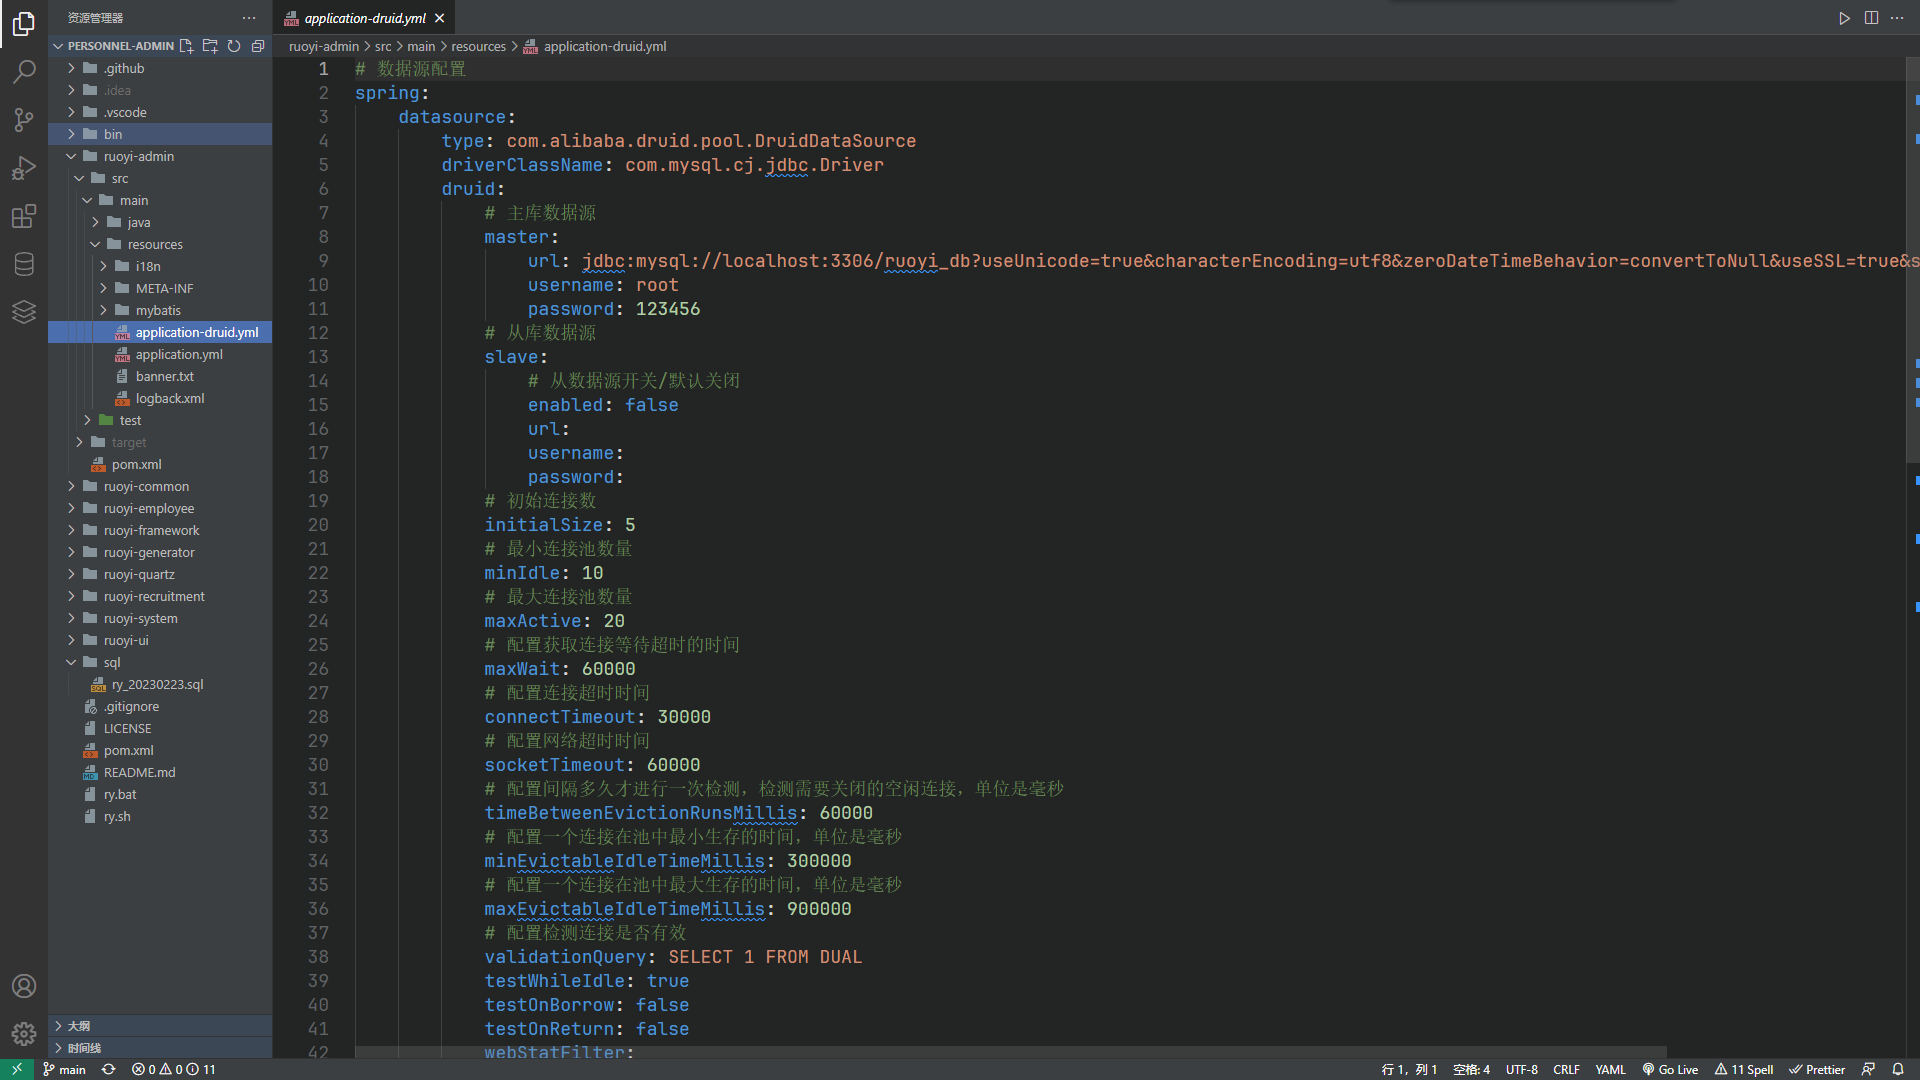 资源管理器
PERSONNEL-ADMIN
.github
.idea
.vscode
bin
ruoyi-admin
src
main
java
resources
i18n
META-INF
mybatis
application-druid.yml
application.yml
banner.txt
logback.xml
test
target
pom.xml
ruoyi-common
ruoyi-employee
ruoyi-framework
ruoyi-generator
ruoyi-quartz
ruoyi-recruitment
ruoyi-system
ruoyi-ui
sql
ry_20230223.sql
.gitignore
LICENSE
pom.xml
README.md
ry.bat
ry.sh
大纲
时间线
application-druid.yml
ruoyi-admin > src > main > resources > application-druid.yml
1 # 数据源配置
2 spring:
3 datasource:
4 type: com.alibaba.druid.pool.DruidDataSource
5 driverClassName: com.mysql.cj.jdbc.Driver
6 druid:
7 # 主库数据源
8 master:
9 url: jdbc:mysql://localhost:3306/ruoyi_db?useUnicode=true&characterEncoding=utf8&zeroDateTimeBehavior=convertToNull&useSSL=true&s
10 username: root
11 password: 123456
12 # 从库数据源
13 slave:
14 # 从数据源开关/默认关闭
15 enabled: false
16 url:
17 username:
18 password:
19 # 初始连接数
20 initialSize: 5
21 # 最小连接池数量
22 minIdle: 10
23 # 最大连接池数量
24 maxActive: 20
25 # 配置获取连接等待超时的时间
26 maxWait: 60000
27 # 配置连接超时时间
28 connectTimeout: 30000
29 # 配置网络超时时间
30 socketTimeout: 60000
31 # 配置间隔多久才进行一次检测，检测需要关闭的空闲连接，单位是毫秒
32 timeBetweenEvictionRunsMillis: 60000
33 # 配置一个连接在池中最小生存的时间，单位是毫秒
34 minEvictableIdleTimeMillis: 300000
35 # 配置一个连接在池中最大生存的时间，单位是毫秒
36 maxEvictableIdleTimeMillis: 900000
37 # 配置检测连接是否有效
38 validationQuery: SELECT 1 FROM DUAL
39 testWhileIdle: true
40 testOnBorrow: false
41 testOnReturn: false
42 webStatFilter:
main 0 0 11 行 1，列 1 空格: 4 UTF-8 CRLF YAML Go Live 11 Spell Prettier